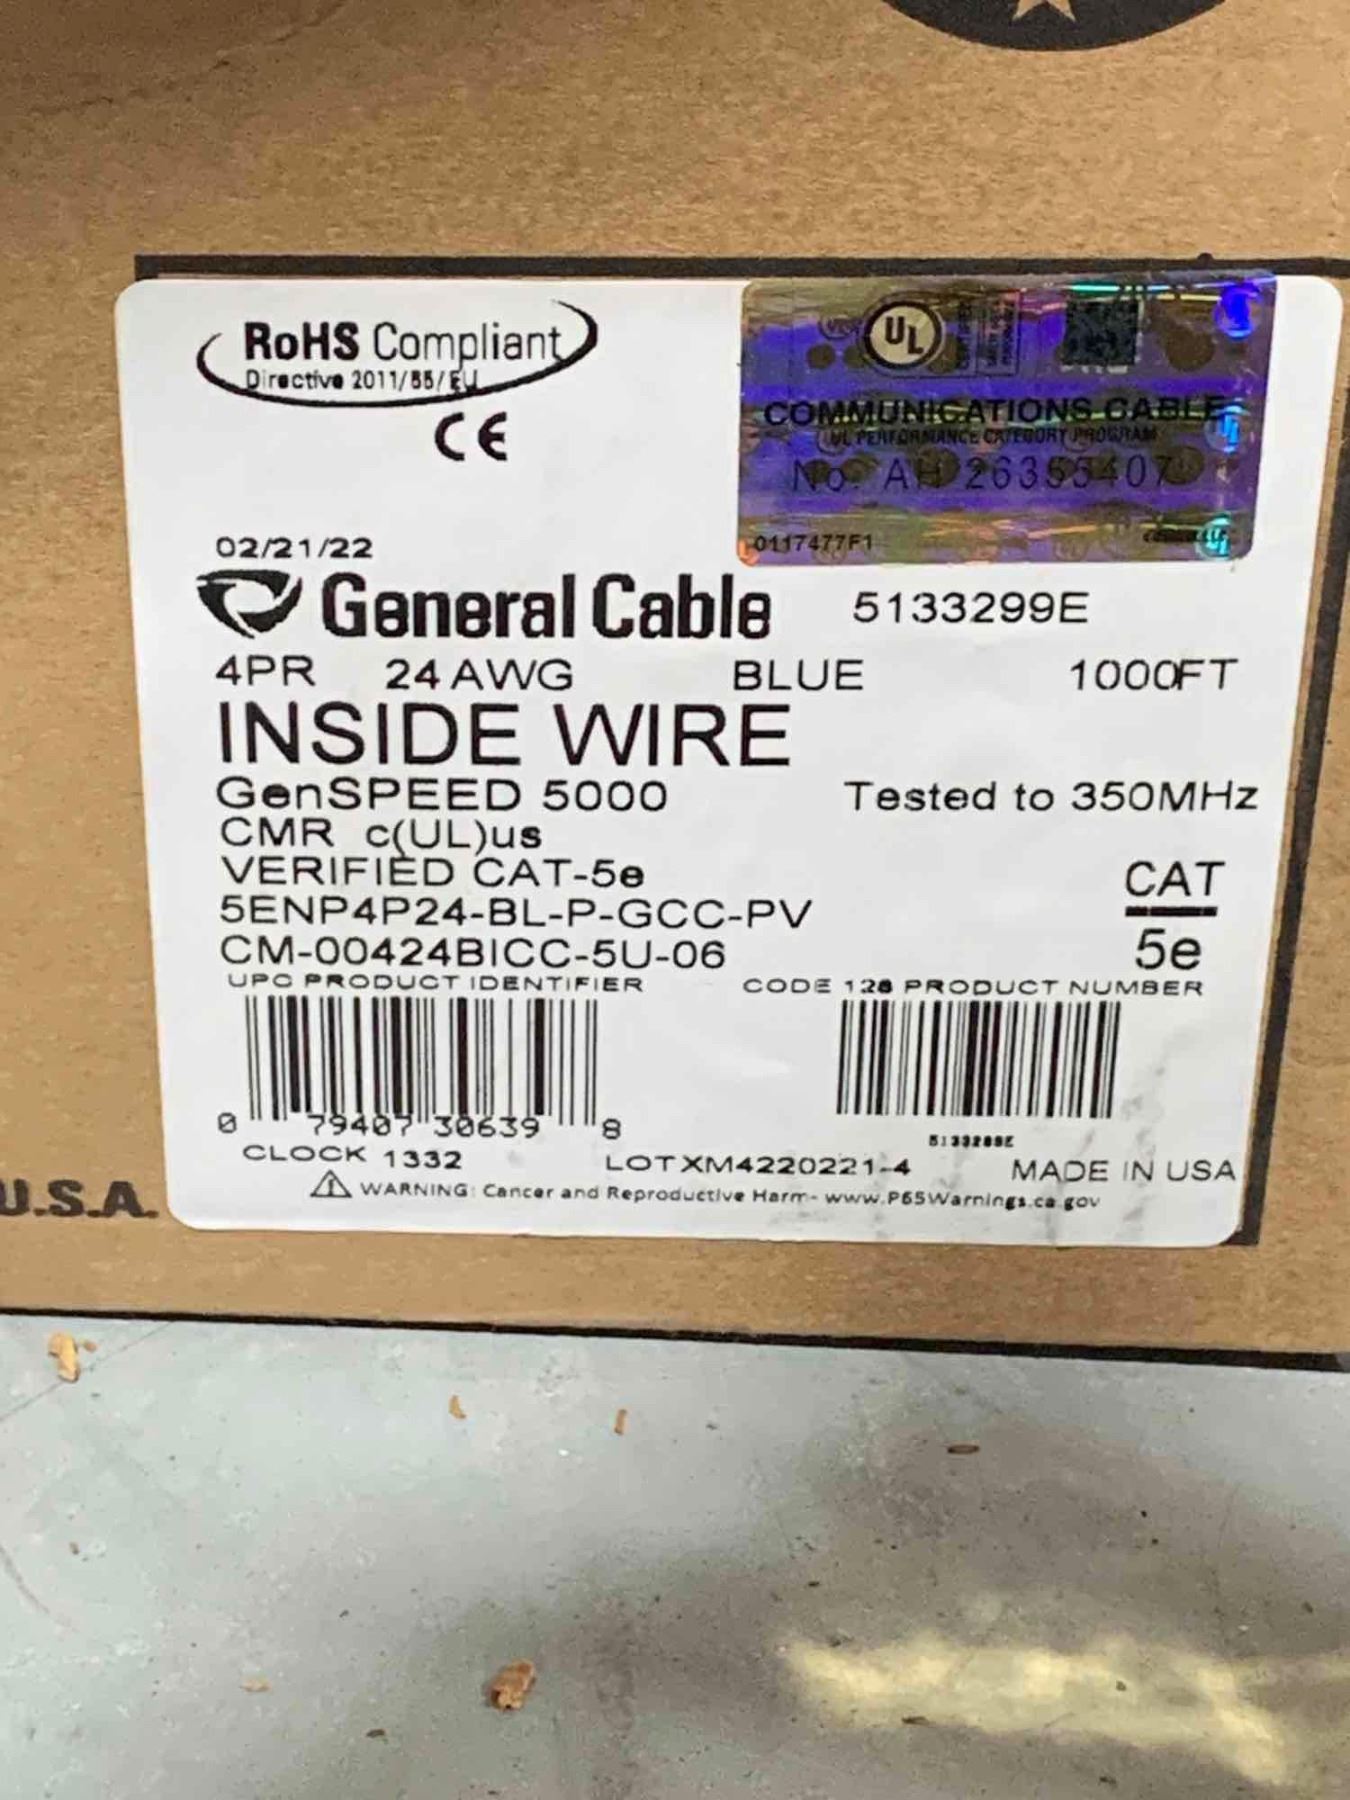 RoHS Compliant
Directive 2011/65/EU
CE
UL
COMMUNICATIONS CABLE
UL PERFORMANCE CATEGORY PROGRAM
No. AH 26355407
0117477F1
02/21/22
General Cable 5133299E
4PR 24 AWG BLUE 1000FT
INSIDE WIRE
GenSPEED 5000 Tested to 350MHz
CMR c(UL)us
VERIFIED CAT-5e
CAT
5e
5ENP4P24-BL-P-GCC-PV
CM-00424BICC-5U-06
UPC PRODUCT IDENTIFIER CODE 128 PRODUCT NUMBER
0 79407 30639 8
5133299E
CLOCK 1332 LOT XM4220221-4 MADE IN USA
WARNING: Cancer and Reproductive Harm- www.P65Warnings.ca.gov
U.S.A.